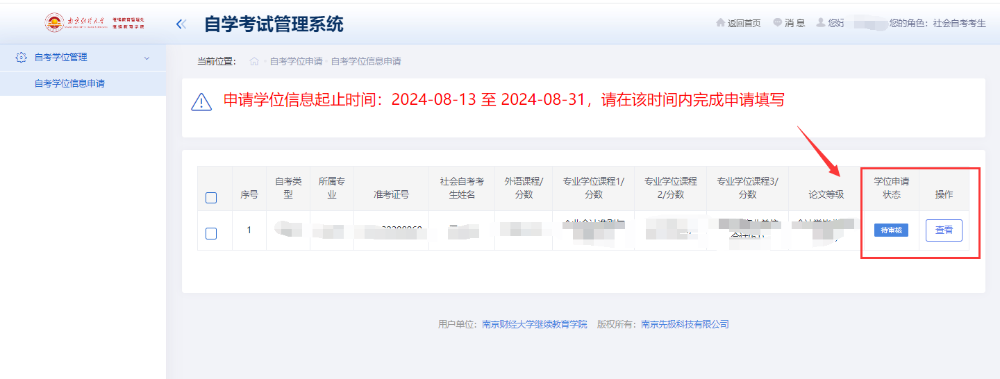 南京财经大学 继续教育管理处
继续教育学院
自学考试管理系统
返回首页 消 息 您好 您的角色：社会自考考生
自考学位管理
自考学位信息申请
当前位置： 自考学位申请 自考学位信息申请
申请学位信息起止时间：2024-08-13 至 2024-08-31，请在该时间内完成申请填写
序号 自考类型 所属专业 准考证号 社会自考考生姓名 外语课程/分数 专业学位课程1/分数 专业学位课程2/分数 专业学位课程3/分数 论文等级 学位申请状态 操作
1 待审核 查看
用户单位：南京财经大学继续教育学院 版权所有：南京先极科技有限公司